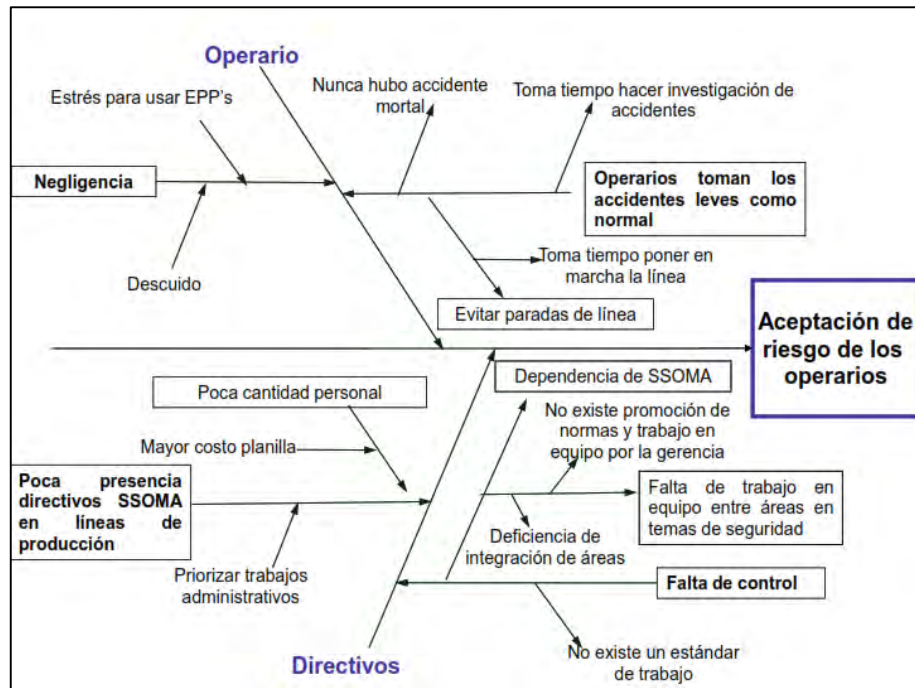 Operario
Estrés para usar EPP's
Nunca hubo accidente
mortal
Toma tiempo hacer investigación de
accidentes
Negligencia
Operarios toman los
accidentes leves como
normal
Descuido
Toma tiempo poner en
marcha la línea
Evitar paradas de línea
Aceptación de
riesgo de los
operarios
Poca cantidad personal
Dependencia de SSOMA
No existe promoción de
normas y trabajo en
equipo por la gerencia
Mayor costo planilla
Poca presencia
directivos SSOMA
en líneas de
producción
Falta de trabajo en
equipo entre áreas en
temas de seguridad
Deficiencia de
integración de áreas
Priorizar trabajos
administrativos
Falta de control
Directivos
No existe un estándar
de trabajo